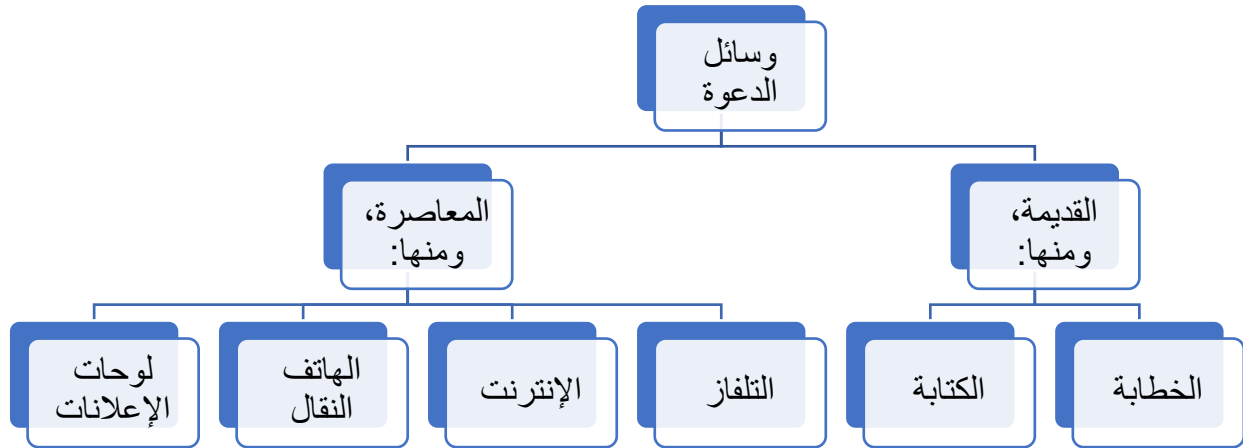 وسائل
الدعوة
القديمة،
ومنها:
المعاصرة،
ومنها:
الخطابة
الكتابة
التلفاز
الإنترنت
الهاتف
النقال
لوحات
الإعلانات